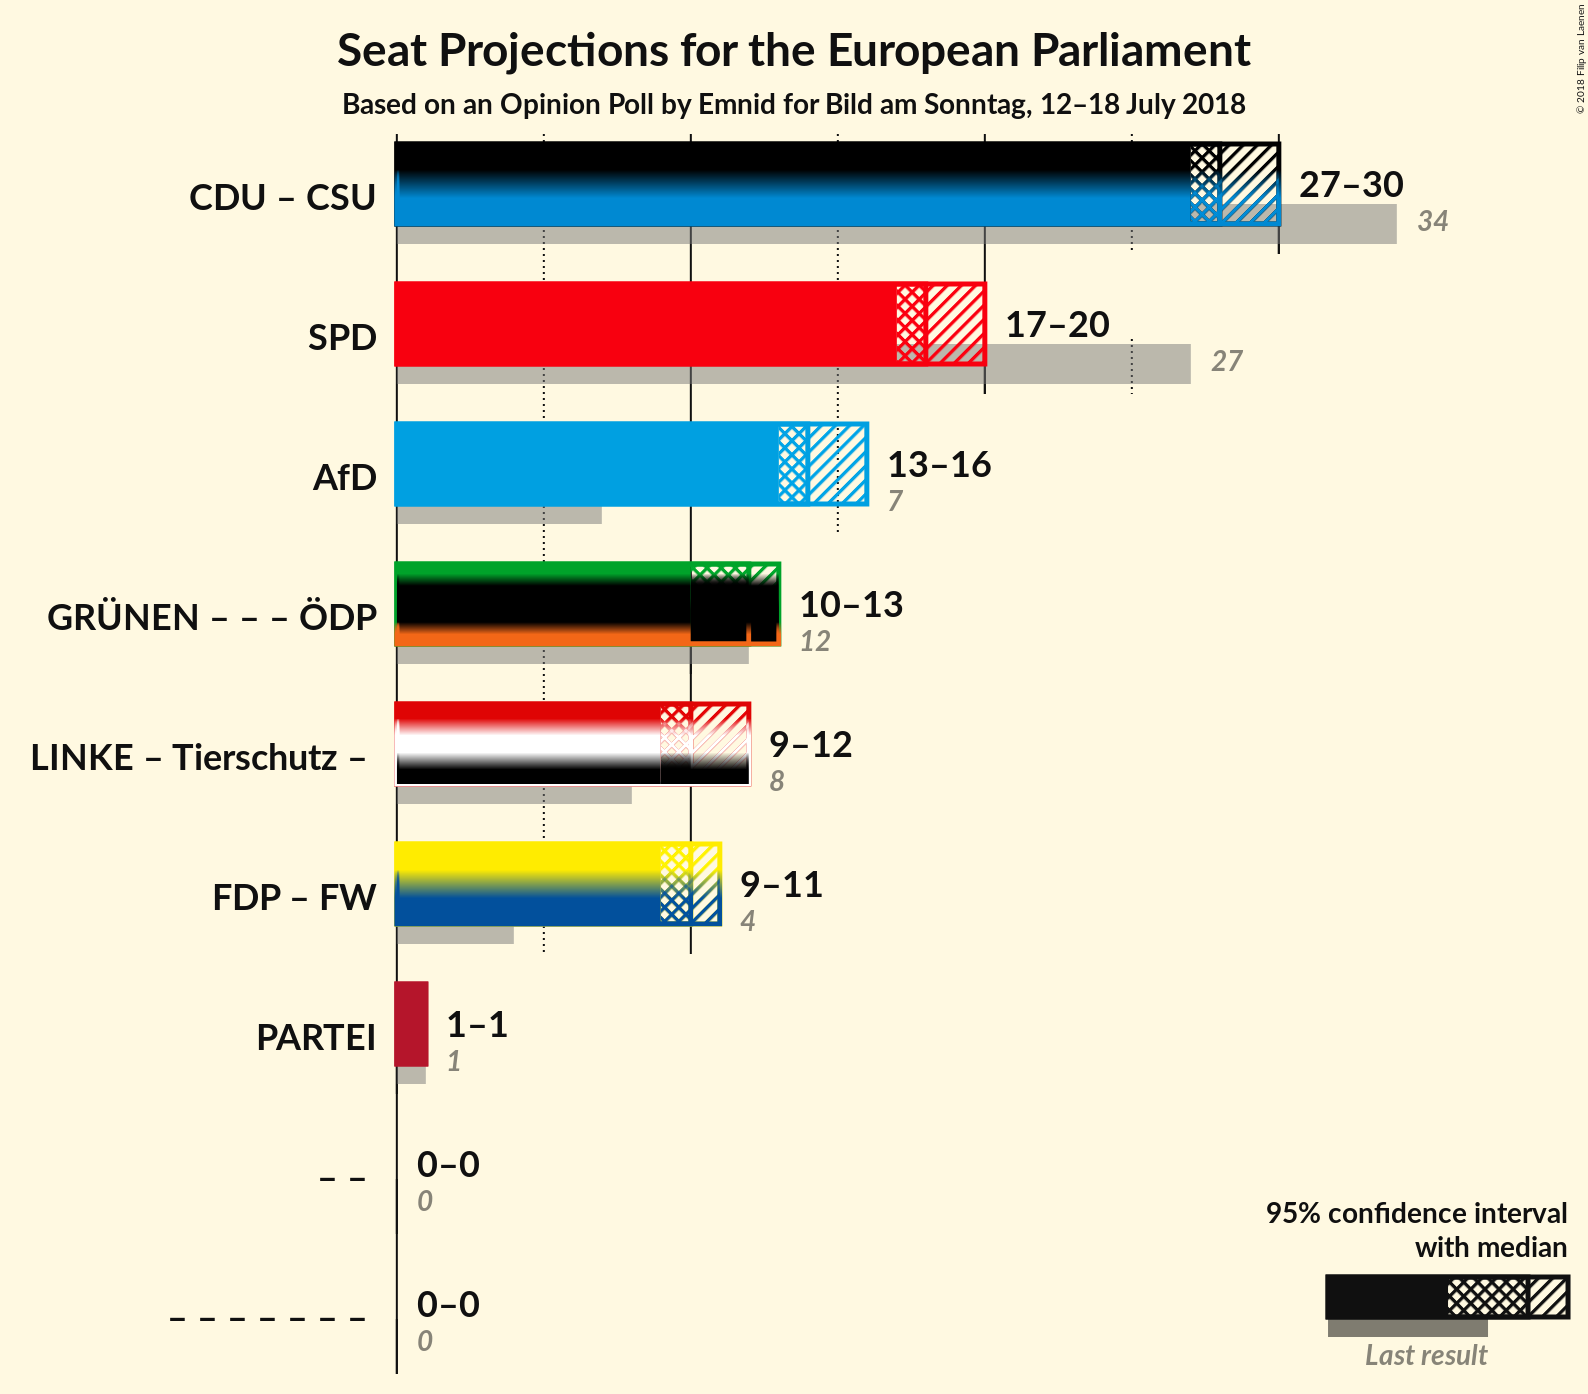 Seat Projections for the European Parliament
Based on an Opinion Poll by Emnid for Bild am Sonntag, 12–18 July 2018
© 2018 Filip van Laenen
CDU – CSU
27–30
34
SPD
17–20
27
AfD
13–16
7
GRÜNEN – – – ÖDP
10–13
12
LINKE – Tierschutz –
9–12
8
FDP – FW
9–11
4
PARTEI
1–1
1
– –
0–0
0
– – – – – – –
0–0
0
95% confidence interval
with median
Last result